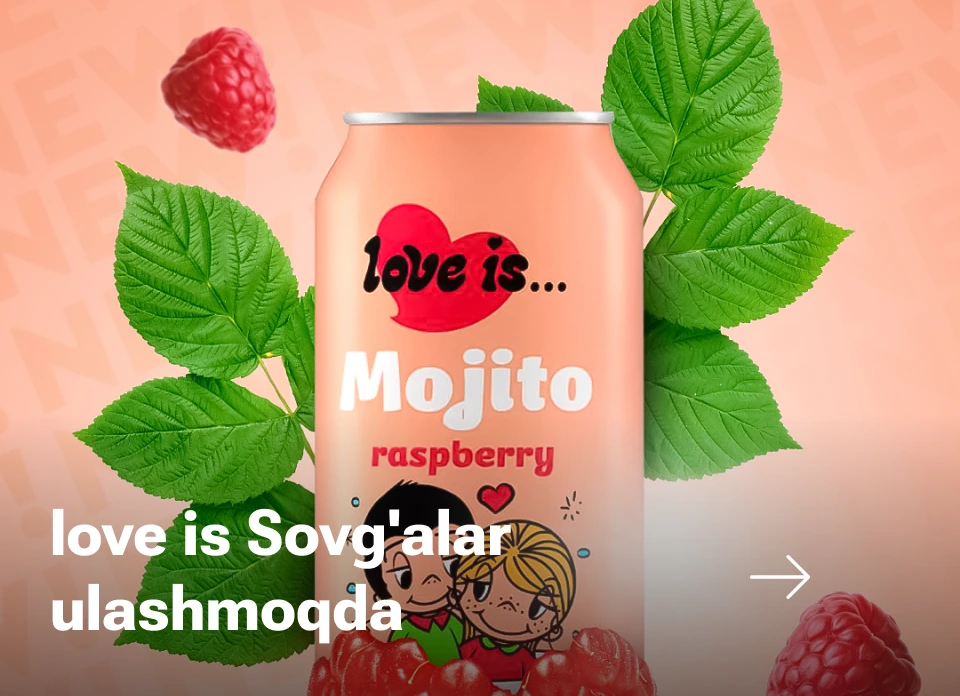 love is...
Mojito
raspberry
love is Sovg'alar
ulashmoqda